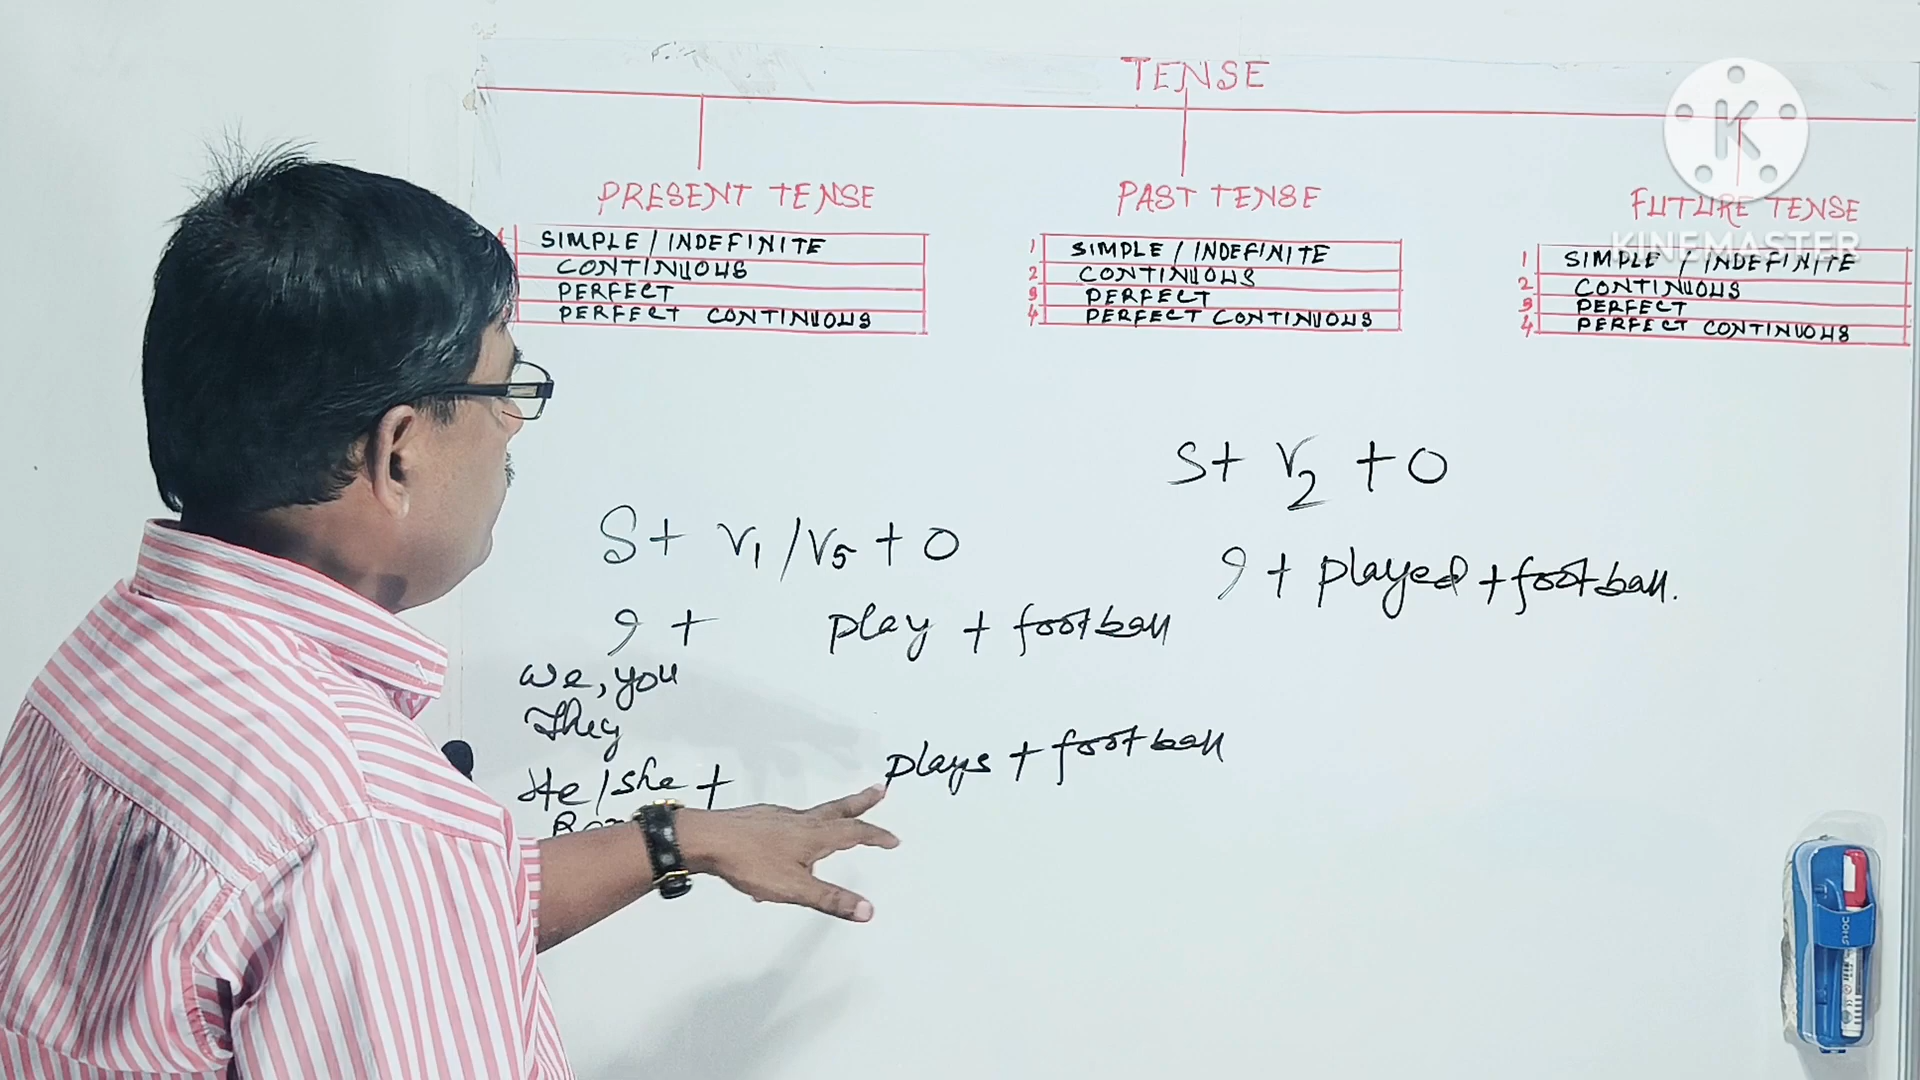 TENSE
PRESENT TENSE
SIMPLE / INDEFINITE
CONTINUOUS
PERFECT
PERFECT CONTINUOUS
PAST TENSE
1 SIMPLE / INDEFINITE
2 CONTINUOUS
3 PERFECT
4 PERFECT CONTINUOUS
FUTURE TENSE
1 SIMPLE / INDEFINITE
2 CONTINUOUS
3 PERFECT
4 PERFECT CONTINUOUS
K
KINEMASTER
S + V1 / V5 + O
I + play + football
We, you
They
He / she + plays + football
S + V2 + O
I + played + football.